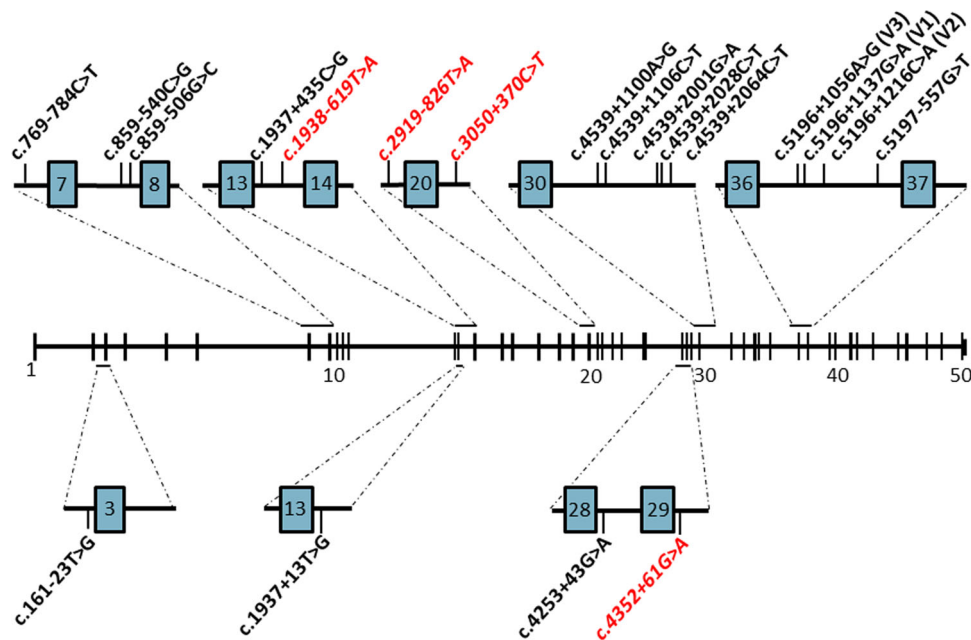 c.769-784C>T
c.859-540C>G
c.859-506G>C
c.1937+435C>G
c.1938-619T>A
c.2919-826T>A
c.3050+370C>T
c.4539+1100A>G
c.4539+1106C>T
c.4539+2001G>A
c.4539+2028C>T
c.4539+2064C>T
c.5196+1056A>G (V3)
c.5196+1137G>A (V1)
c.5196+1216C>A (V2)
c.5197-557G>T
7 8 13 14 20 30 36 37
1 10 20 30 40 50
3 13 28 29
c.161-23T>G
c.1937+13T>G
c.4253+43G>A
c.4352+61G>A